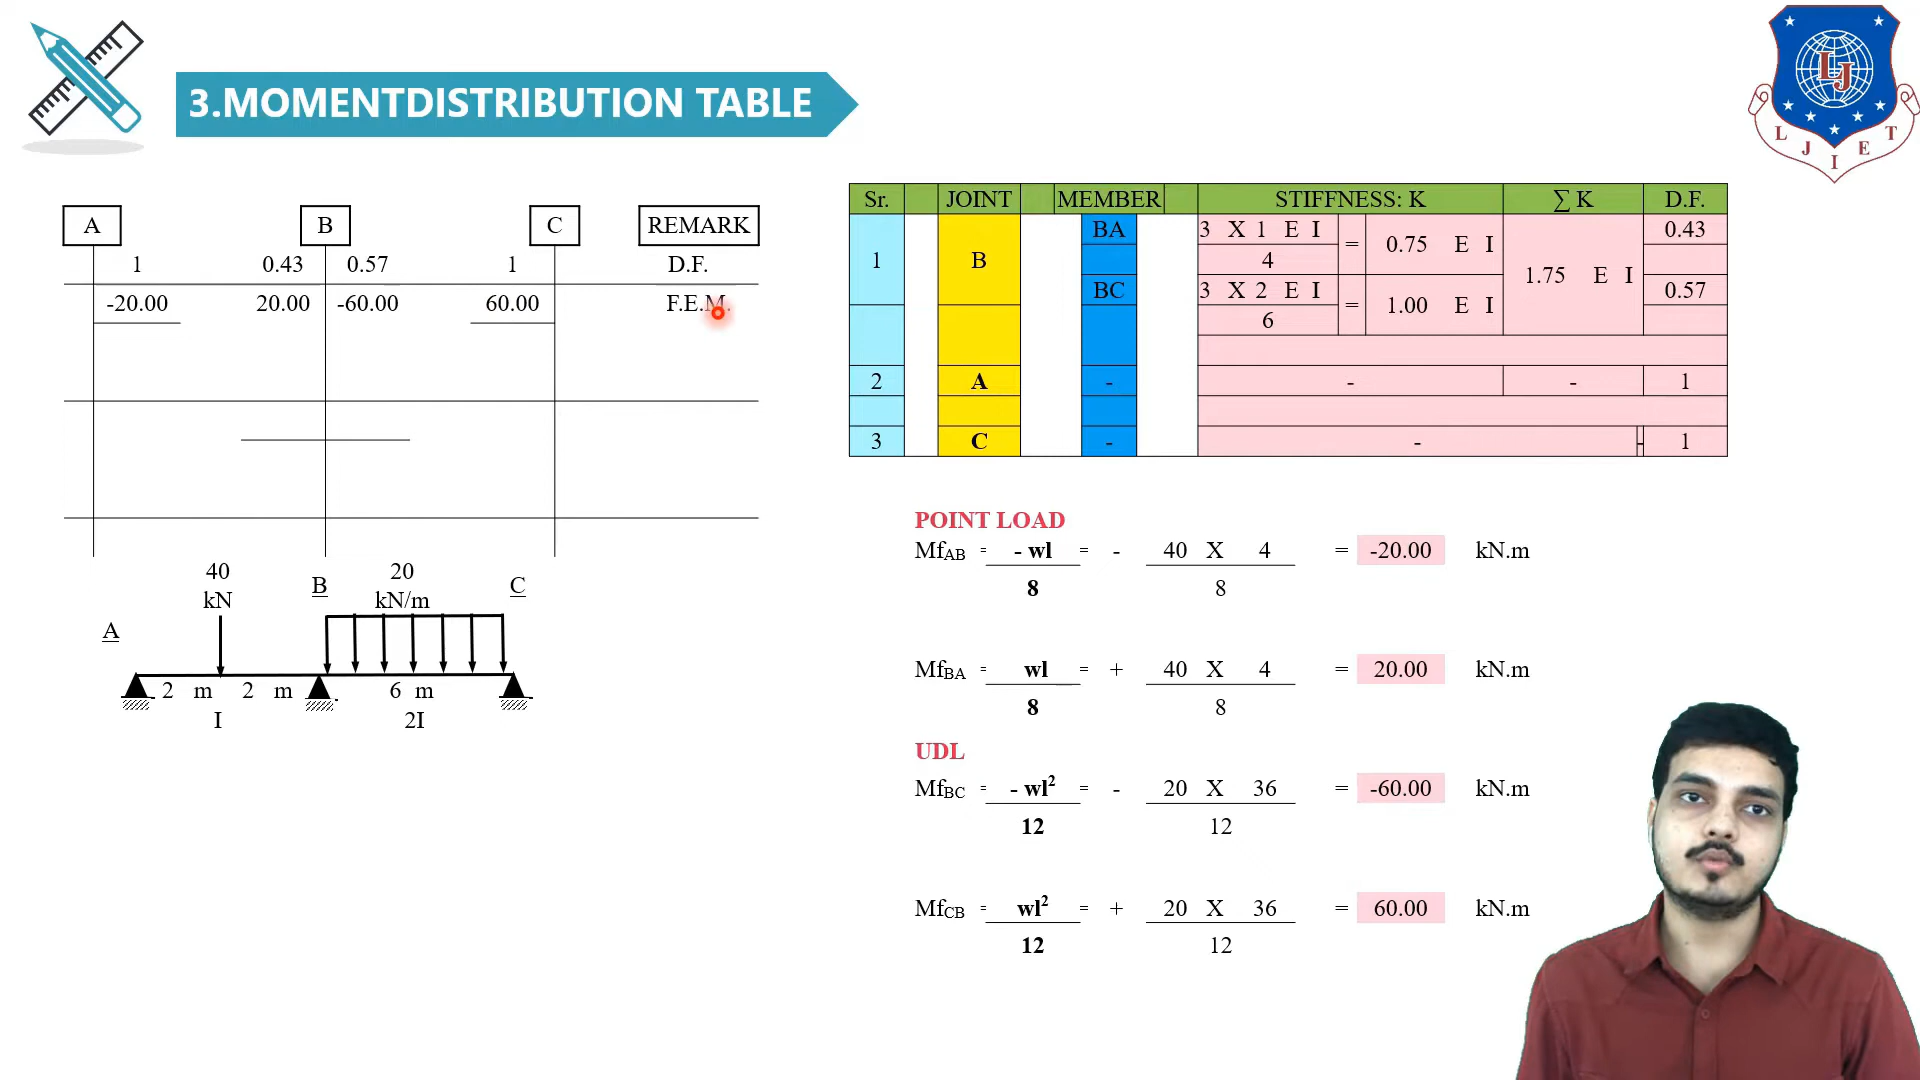 3.MOMENTDISTRIBUTION TABLE
L J I E T
LJ
A B C REMARK
1 0.43 0.57 1 D.F.
-20.00 20.00 -60.00 60.00 F.E.M.
Sr. JOINT MEMBER STIFFNESS: K ∑ K D.F.
1 B BA 3 X 1 E I / 4 = 0.75 E I 1.75 E I 0.43
BC 3 X 2 E I / 6 = 1.00 E I 0.57
2 A - - - 1
3 C - - - 1
40 kN
20 kN/m
A B C
2 m 2 m 6 m
I 2I
POINT LOAD
MfAB = - wl / 8 = - 40 X 4 / 8 = -20.00 kN.m
MfBA = wl / 8 = + 40 X 4 / 8 = 20.00 kN.m
UDL
MfBC = - wl² / 12 = - 20 X 36 / 12 = -60.00 kN.m
MfCB = wl² / 12 = + 20 X 36 / 12 = 60.00 kN.m